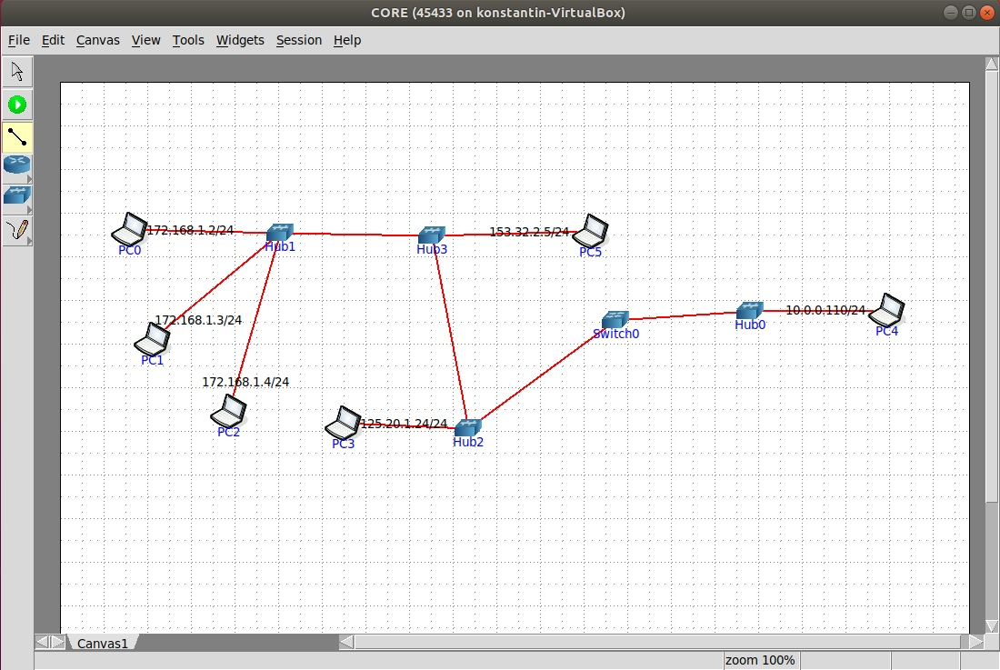 CORE (45433 on konstantin-VirtualBox)
File Edit Canvas View Tools Widgets Session Help
172.168.1.2/24
153.32.2.5/24
PC0
Hub1
Hub3
PC5
172.168.1.3/24
10.0.0.110/24
PC1
Switch0
Hub0
PC4
172.168.1.4/24
PC2
125.20.1.24/24
PC3
Hub2
Canvas1
zoom 100%